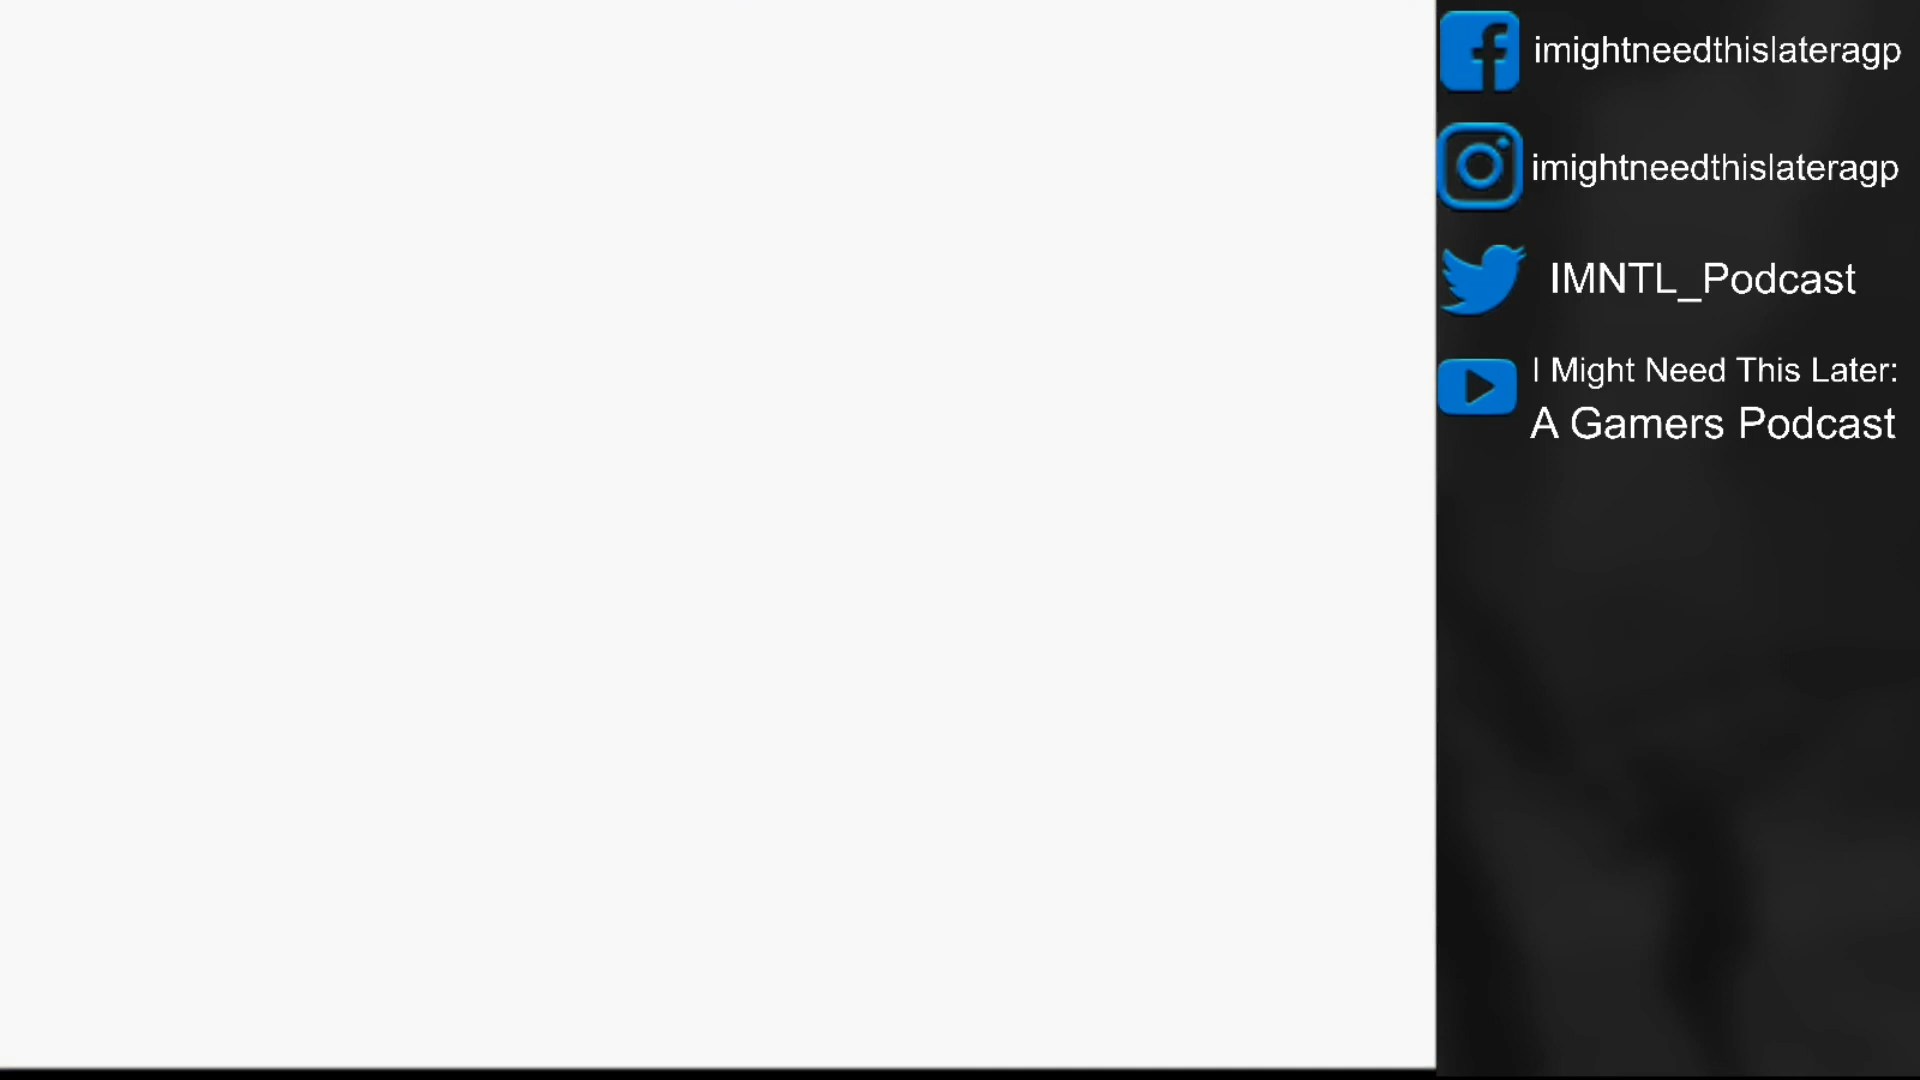 imightneedthislateragp
imightneedthislateragp
IMNTL_Podcast
I Might Need This Later:
A Gamers Podcast